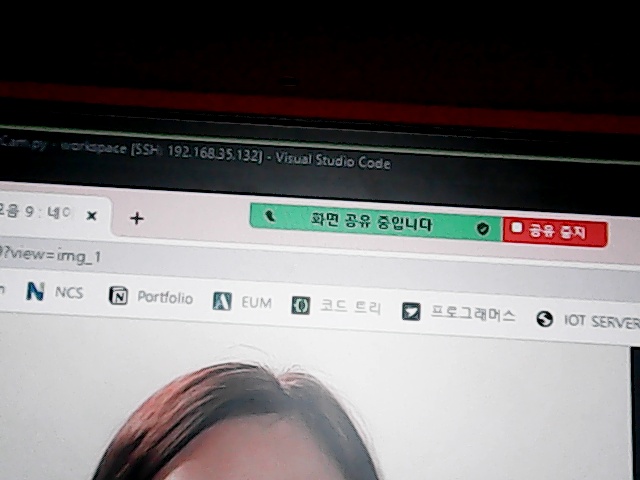 Cam.py - workspace [SSH: 192.168.35.132] - Visual Studio Code
9 : 네이 × +
화면 공유 중입니다 공유 중지
?view=img_1
NCS Portfolio EUM 코드 트리 프로그래머스 IOT SERVER